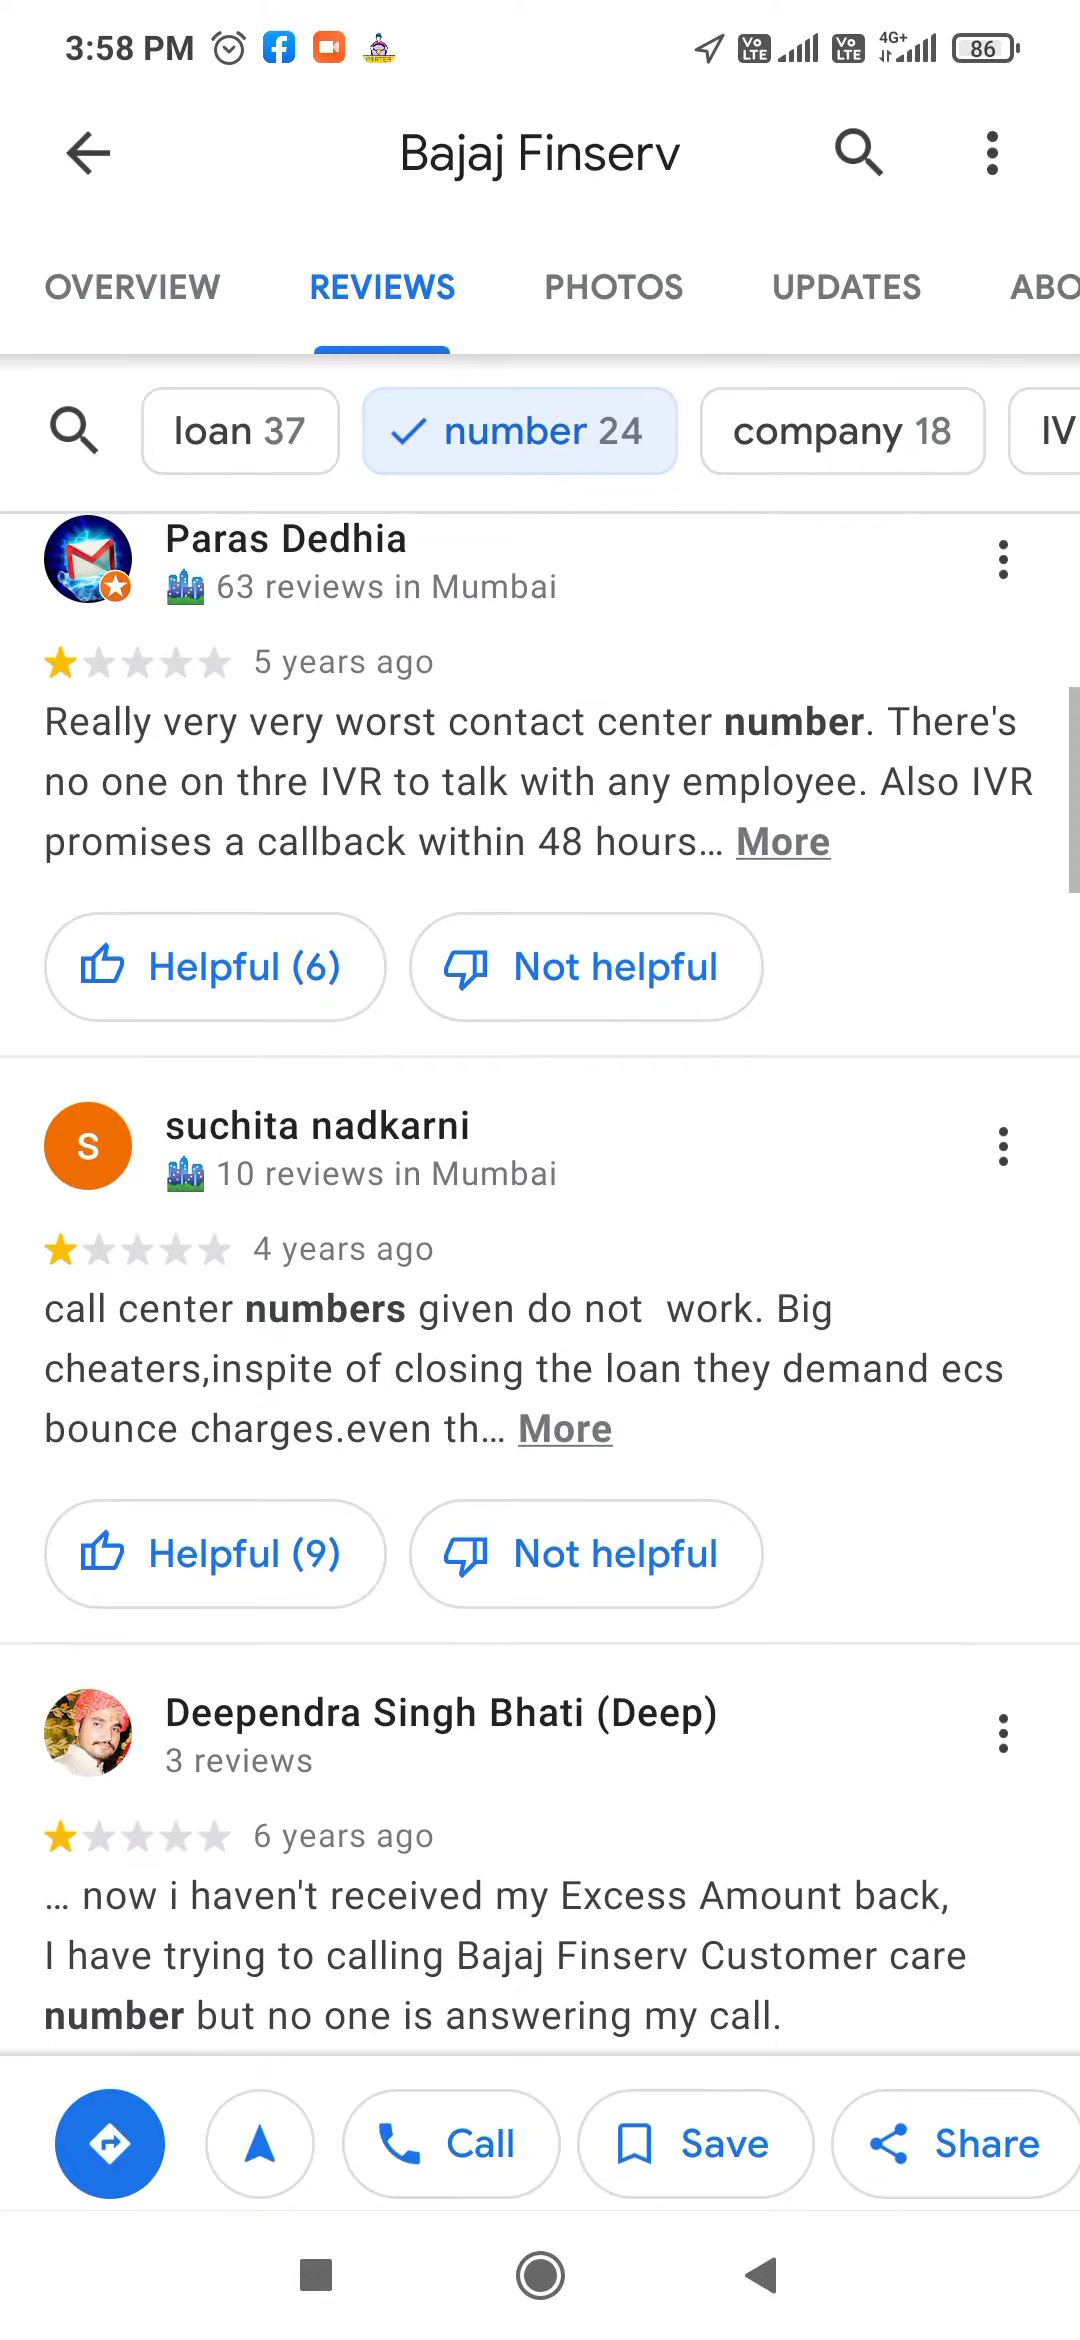 3:58 PM
Vo LTE Vo LTE 4G+ 86
Bajaj Finserv
OVERVIEW REVIEWS PHOTOS UPDATES ABO
loan 37 number 24 company 18 IV
Paras Dedhia
63 reviews in Mumbai
5 years ago
Really very very worst contact center number. There's
no one on thre IVR to talk with any employee. Also IVR
promises a callback within 48 hours... More
Helpful (6) Not helpful
S
suchita nadkarni
10 reviews in Mumbai
4 years ago
call center numbers given do not  work. Big
cheaters,inspite of closing the loan they demand ecs
bounce charges.even th... More
Helpful (9) Not helpful
Deependra Singh Bhati (Deep)
3 reviews
6 years ago
... now i haven't received my Excess Amount back,
I have trying to calling Bajaj Finserv Customer care
number but no one is answering my call.
Call Save Share